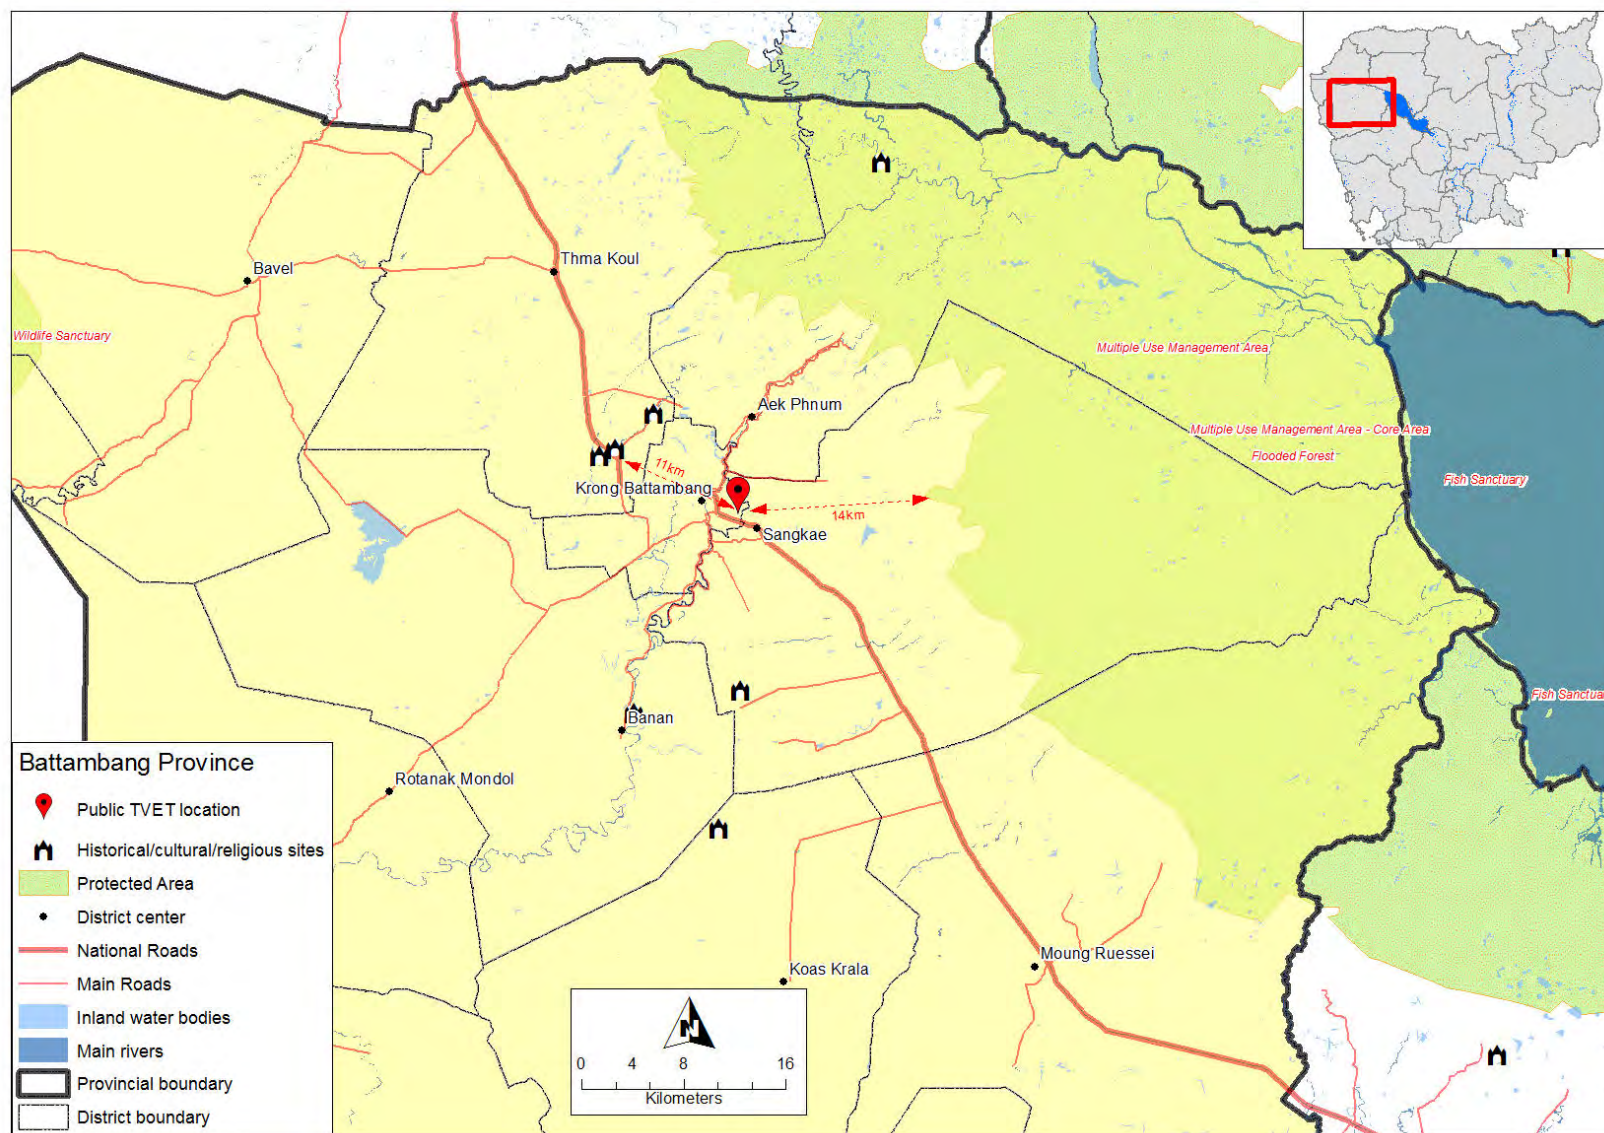 Bavel
Thma Koul
Wildlife Sanctuary
Multiple Use Management Area
Aek Phnum
Multiple Use Management Area - Core Area
Flooded Forest
11km
Krong Battambang
14km
Fish Sanctuary
Sangkae
Fish Sanctuar
Banan
Rotanak Mondol
Koas Krala
Moung Ruessei
Battambang Province
Public TVET location
Historical/cultural/religious sites
Protected Area
District center
National Roads
Main Roads
Inland water bodies
Main rivers
Provincial boundary
District boundary
N
0 4 8 16
Kilometers